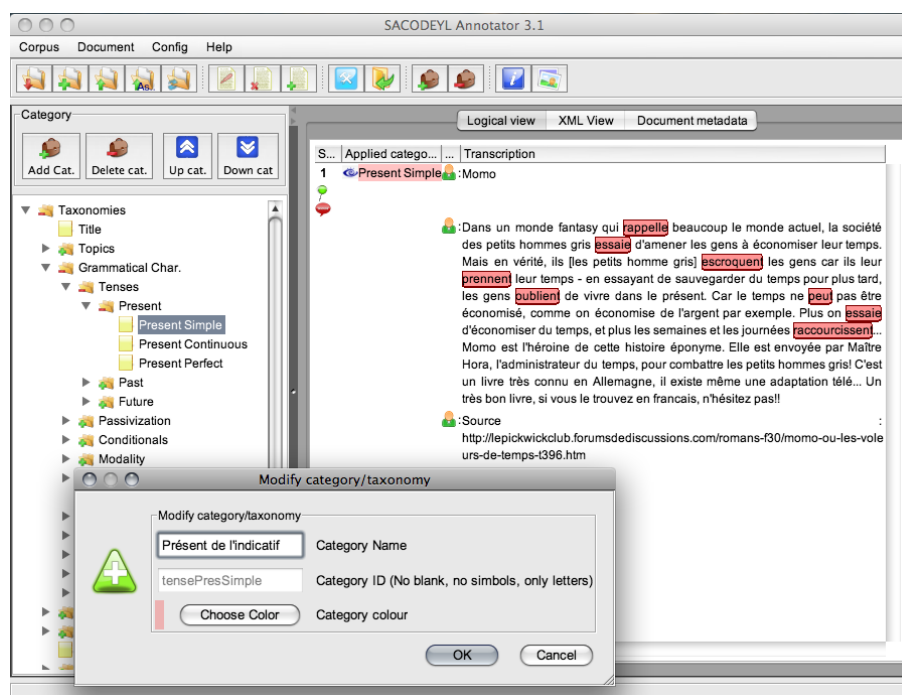 SACODEYL Annotator 3.1
Corpus Document Config Help
As.
Category
Add Cat. Delete cat. Up cat. Down cat
Taxonomies
Title
Topics
Grammatical Char.
Tenses
Present
Present Simple
Present Continuous
Present Perfect
Past
Future
Passivization
Conditionals
Modality
Logical view XML View Document metadata
S... Applied catego... ... Transcription
1 Present Simple :Momo
:Dans un monde fantasy qui rappelle beaucoup le monde actuel, la société
des petits hommes gris essaie d'amener les gens à économiser leur temps.
Mais en vérité, ils [les petits homme gris] escroquent les gens car ils leur
prennent leur temps - en essayant de sauvegarder du temps pour plus tard,
les gens oublient de vivre dans le présent. Car le temps ne peut pas être
économisé, comme on économise de l'argent par exemple. Plus on essaie
d'économiser du temps, et plus les semaines et les journées raccourcissent...
Momo est l'héroine de cette histoire éponyme. Elle est envoyée par Maître
Hora, l'administrateur du temps, pour combattre les petits hommes gris! C'est
un livre très connu en Allemagne, il existe même une adaptation télé... Un
très bon livre, si vous le trouvez en francais, n'hésitez pas!!
:Source :
http://lepickwickclub.forumsdediscussions.com/romans-f30/momo-ou-les-vole
urs-de-temps-t396.htm
Modify category/taxonomy
Modify category/taxonomy
Présent de l'indicatif Category Name
tensePresSimple Category ID (No blank, no simbols, only letters)
Choose Color Category colour
OK Cancel